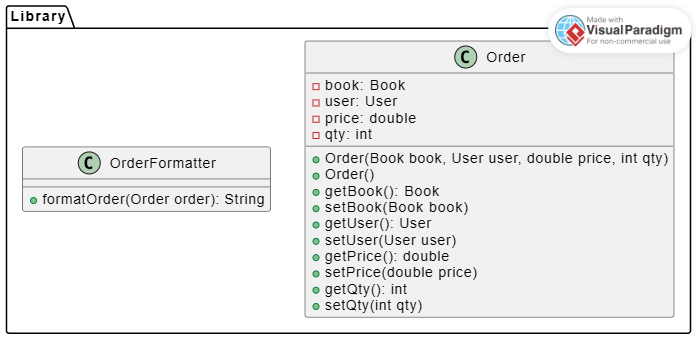 Library
Made with
VisualParadigm
For non-commercial use
C OrderFormatter
formatOrder(Order order): String
C Order
book: Book
user: User
price: double
qty: int
Order(Book book, User user, double price, int qty)
Order()
getBook(): Book
setBook(Book book)
getUser(): User
setUser(User user)
getPrice(): double
setPrice(double price)
getQty(): int
setQty(int qty)